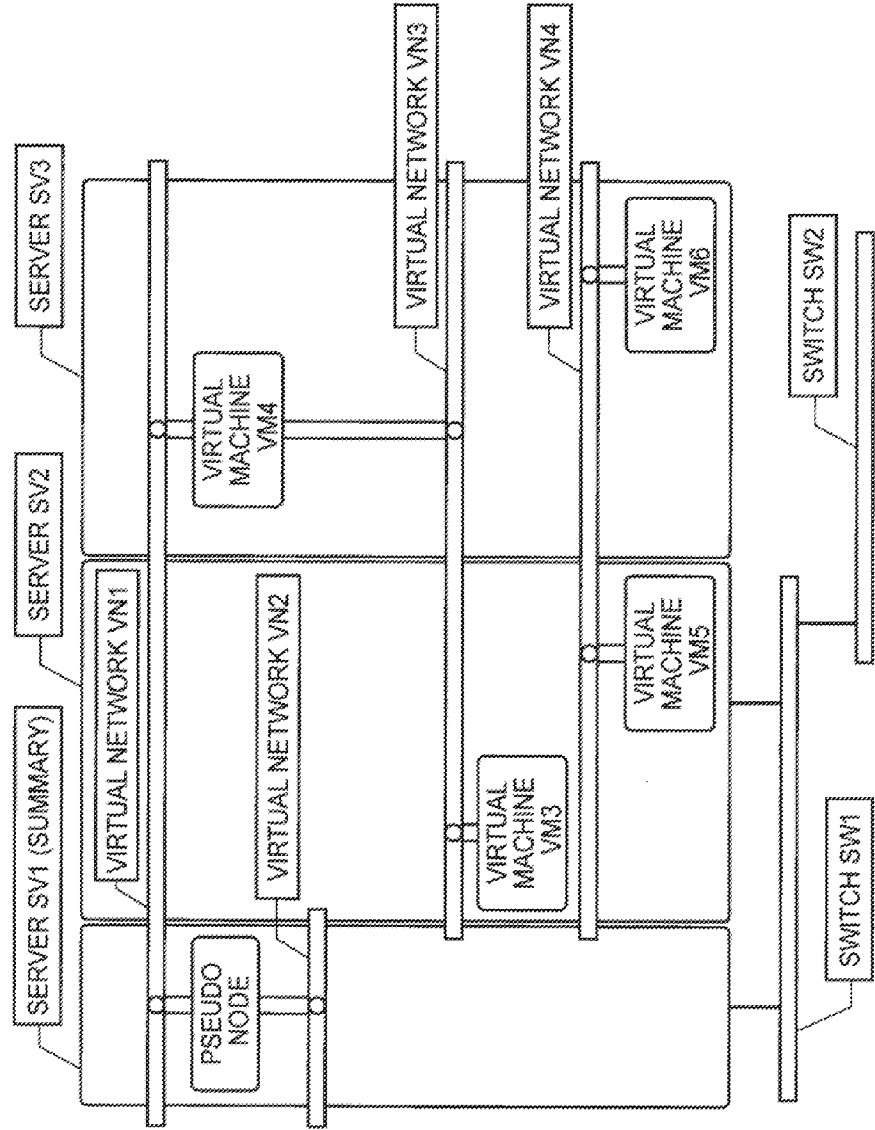 SERVER SV1 (SUMMARY)
SERVER SV2
SERVER SV3
VIRTUAL NETWORK VN1
VIRTUAL NETWORK VN2
VIRTUAL NETWORK VN3
VIRTUAL NETWORK VN4
PSEUDO
NODE
VIRTUAL
MACHINE
VM4
VIRTUAL
MACHINE
VM3
VIRTUAL
MACHINE
VM5
VIRTUAL
MACHINE
VM6
SWITCH SW1
SWITCH SW2